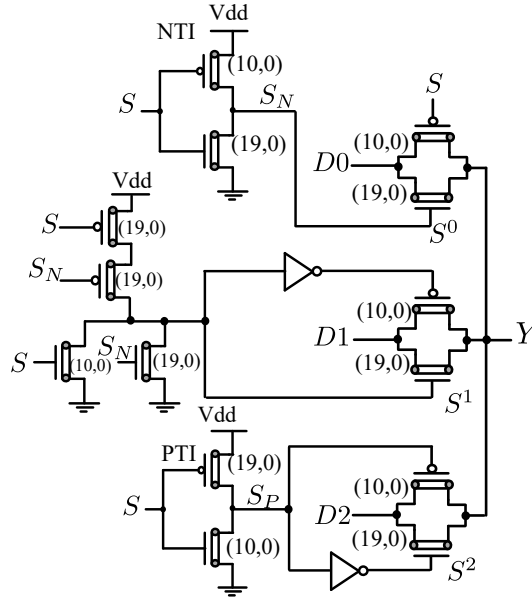 Vdd
NTI
(10,0)
S
S_N
S
(19,0)
(10,0)
D0
(19,0)
S^0
Vdd
S
(19,0)
S_N
(19,0)
(10,0)
D1
Y
S
(10,0)
S_N
(19,0)
(19,0)
S^1
Vdd
PTI
(19,0)
S
S_P
(10,0)
D2
(10,0)
(19,0)
S^2